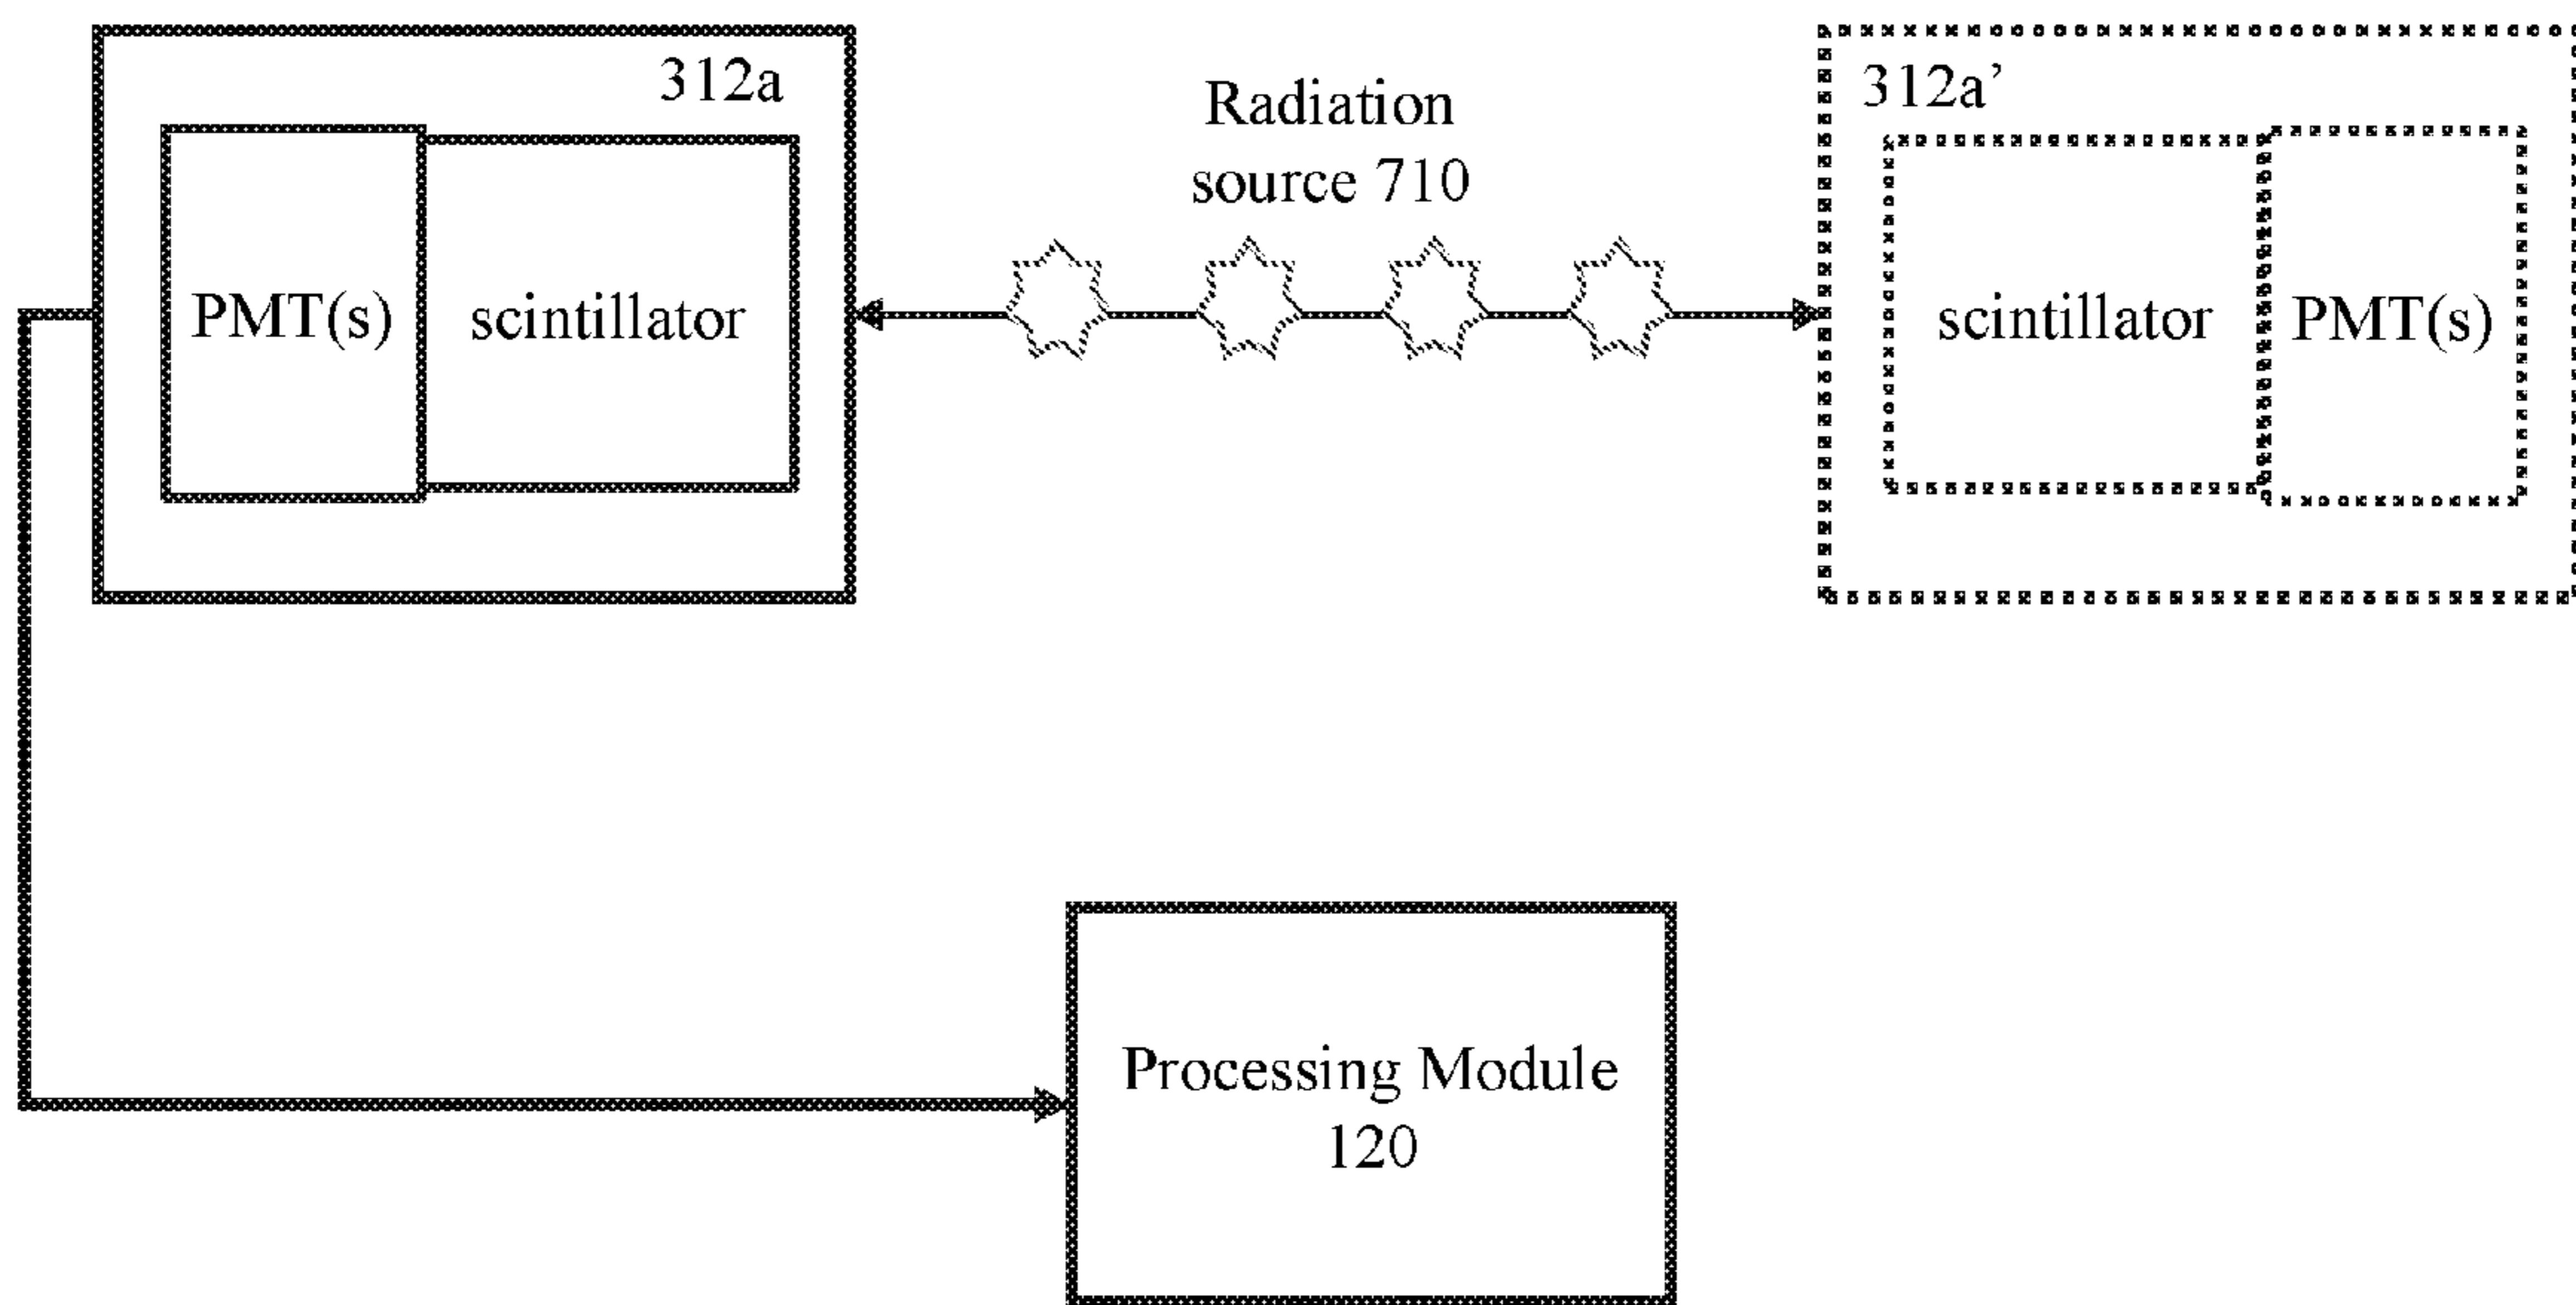 312a
PMT(s)
scintillator
Radiation
source 710
312a’
scintillator
PMT(s)
Processing Module
120